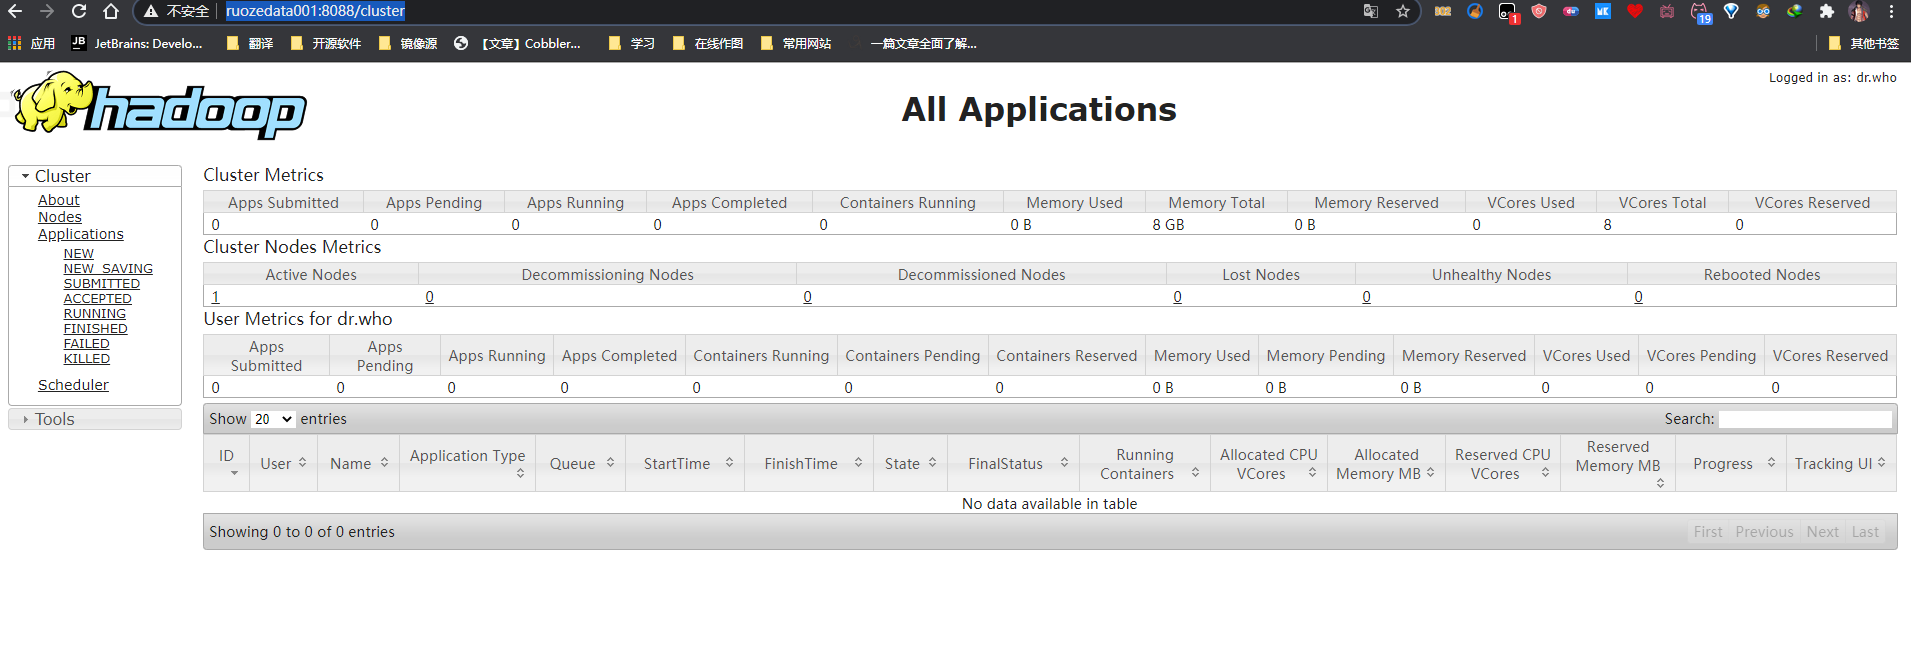 不安全 ruozedata001:8088/cluster
1 19
应用 JetBrains: Develo... 翻译 开源软件 镜像源 【文章】Cobbler... 学习 在线作图 常用网站 一篇文章全面了解... 其他书签
Logged in as: dr.who
hadoop
All Applications
Cluster
About
Nodes
Applications
NEW
NEW_SAVING
SUBMITTED
ACCEPTED
RUNNING
FINISHED
FAILED
KILLED
Scheduler
Tools
Cluster Metrics
Apps Submitted Apps Pending Apps Running Apps Completed Containers Running Memory Used Memory Total Memory Reserved VCores Used VCores Total VCores Reserved
0 0 0 0 0 0 B 8 GB 0 B 0 8 0
Cluster Nodes Metrics
Active Nodes Decommissioning Nodes Decommissioned Nodes Lost Nodes Unhealthy Nodes Rebooted Nodes
1 0 0 0 0 0
User Metrics for dr.who
Apps Submitted Apps Pending Apps Running Apps Completed Containers Running Containers Pending Containers Reserved Memory Used Memory Pending Memory Reserved VCores Used VCores Pending VCores Reserved
0 0 0 0 0 0 0 0 B 0 B 0 B 0 0 0
Show 20 entries Search:
ID User Name Application Type Queue StartTime FinishTime State FinalStatus Running Containers Allocated CPU VCores Allocated Memory MB Reserved CPU VCores Reserved Memory MB Progress Tracking UI
No data available in table
Showing 0 to 0 of 0 entries First Previous Next Last